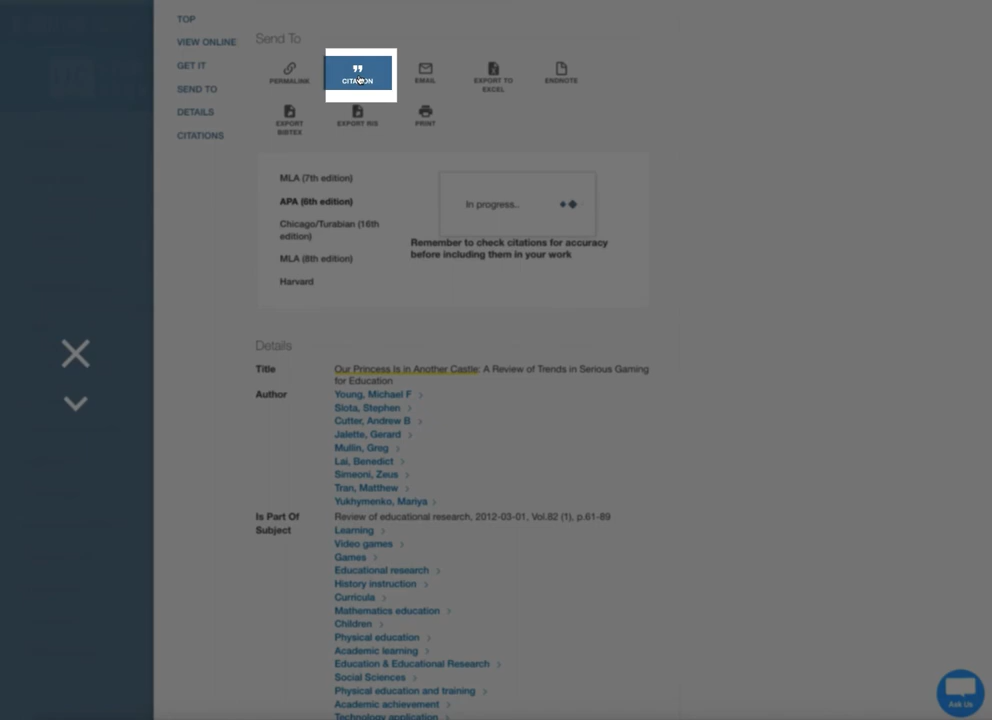 TOP
VIEW ONLINE
GET IT
SEND TO
DETAILS
CITATIONS
Send To
PERMALINK
CITATION
EMAIL
EXPORT TO
EXCEL
ENDNOTE
EXPORT
BIBTEX
EXPORT RIS
PRINT
MLA (7th edition)
APA (6th edition)
Chicago/Turabian (16th
edition)
MLA (8th edition)
Harvard
In progress..
Remember to check citations for accuracy
before including them in your work
Details
Title
Our Princess Is in Another Castle: A Review of Trends in Serious Gaming
for Education
Author
Young, Michael F
Slota, Stephen
Cutter, Andrew B
Jalette, Gerard
Mullin, Greg
Lai, Benedict
Simeoni, Zeus
Tran, Matthew
Yukhymenko, Mariya
Is Part Of
Review of educational research, 2012-03-01, Vol.82 (1), p.61-89
Subject
Learning
Video games
Games
Educational research
History instruction
Curricula
Mathematics education
Children
Physical education
Academic learning
Education & Educational Research
Social Sciences
Physical education and training
Academic achievement
Technology application
Ask Us